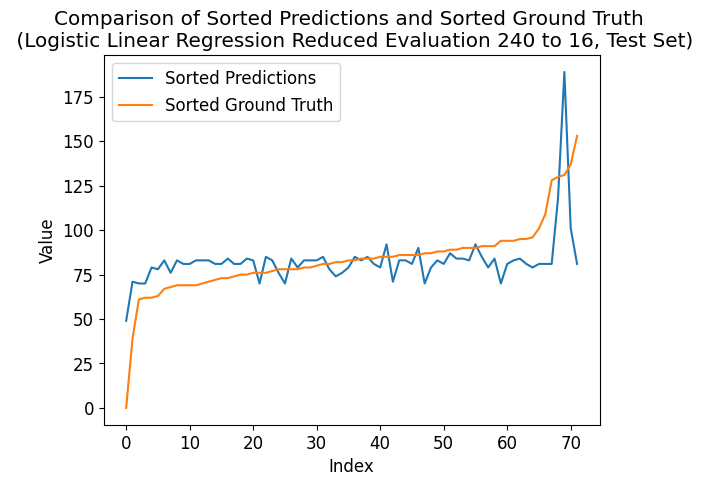 Comparison of Sorted Predictions and Sorted Ground Truth
(Logistic Linear Regression Reduced Evaluation 240 to 16, Test Set)
Sorted Predictions
Sorted Ground Truth
175
150
125
100
75
50
25
0
Value
0 10 20 30 40 50 60 70
Index